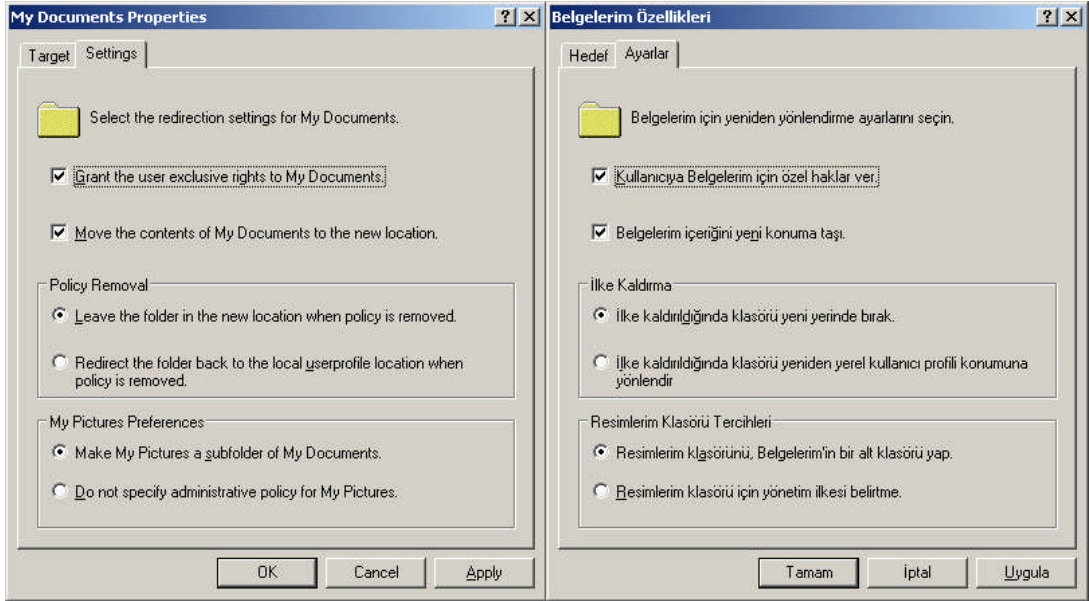 My Documents Properties
Target
Settings
Select the redirection settings for My Documents.
Grant the user exclusive rights to My Documents.
Move the contents of My Documents to the new location.
Policy Removal
Leave the folder in the new location when policy is removed.
Redirect the folder back to the local userprofile location when
policy is removed.
My Pictures Preferences
Make My Pictures a subfolder of My Documents.
Do not specify administrative policy for My Pictures.
OK
Cancel
Apply
Belgelerim Özellikleri
Hedef
Ayarlar
Belgelerim için yeniden yönlendirme ayarlarını seçin.
Kullanıcıya Belgelerim için özel haklar ver.
Belgelerim içeriğini yeni konuma taşı.
İlke Kaldırma
İlke kaldırıldığında klasörü yeni yerinde bırak.
İlke kaldırıldığında klasörü yeniden yerel kullanıcı profili konumuna
yönlendir
Resimlerim Klasörü Tercihleri
Resimlerim klasörünü, Belgelerim'in bir alt klasörü yap.
Resimlerim klasörü için yönetim ilkesi belirtme.
Tamam
İptal
Uygula